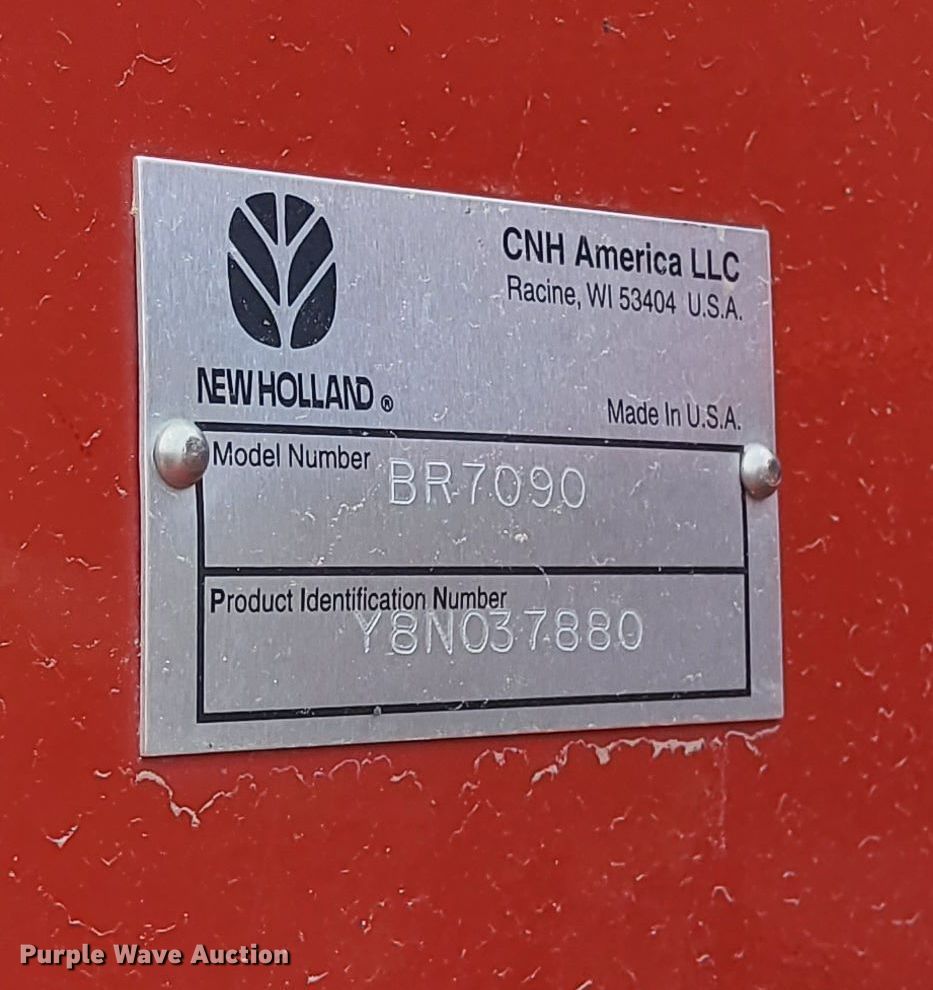 CNH America LLC
Racine, WI 53404 U.S.A.
NEW HOLLAND ®
Made In U.S.A.
Model Number BR7090
Product Identification Number
Y8N037880
Purple Wave Auction